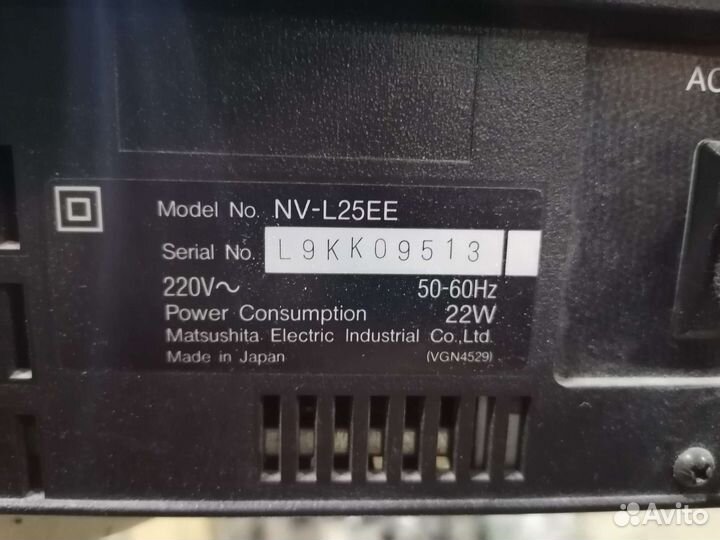 AC
Model No. NV-L25EE
Serial No. L9KK09513
220V~ 50-60Hz
Power Consumption 22W
Matsushita Electric Industrial Co.,Ltd.
Made in Japan (VGN4529)
Avito